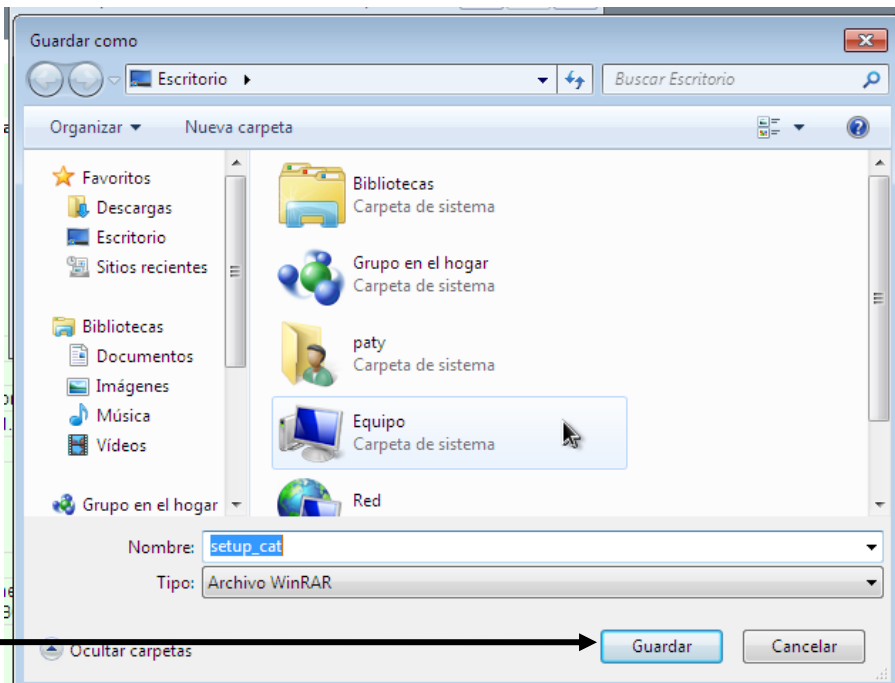 Guardar como
Escritorio
Buscar Escritorio
Organizar
Nueva carpeta
Favoritos
Descargas
Escritorio
Sitios recientes
Bibliotecas
Documentos
Imágenes
Música
Vídeos
Grupo en el hogar
Bibliotecas
Carpeta de sistema
Grupo en el hogar
Carpeta de sistema
paty
Carpeta de sistema
Equipo
Carpeta de sistema
Red
Nombre: setup_cat
Tipo: Archivo WinRAR
Ocultar carpetas
Guardar
Cancelar